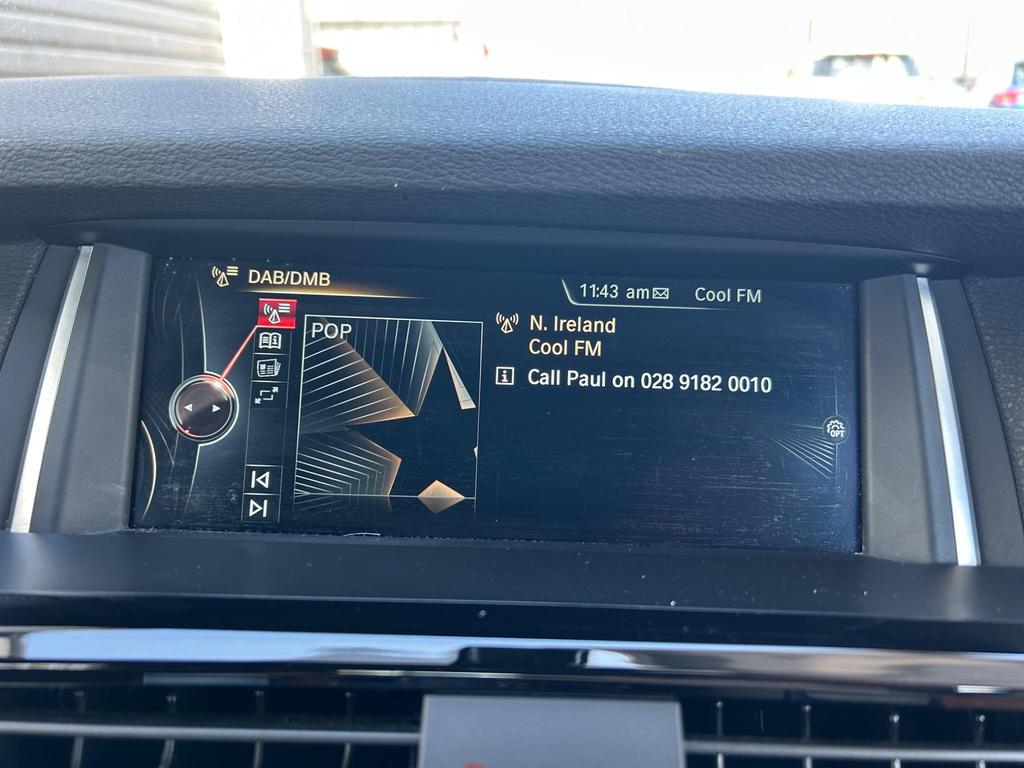 DAB/DMB
11:43 am
Cool FM
POP
N. Ireland
Cool FM
Call Paul on 028 9182 0010
OPT